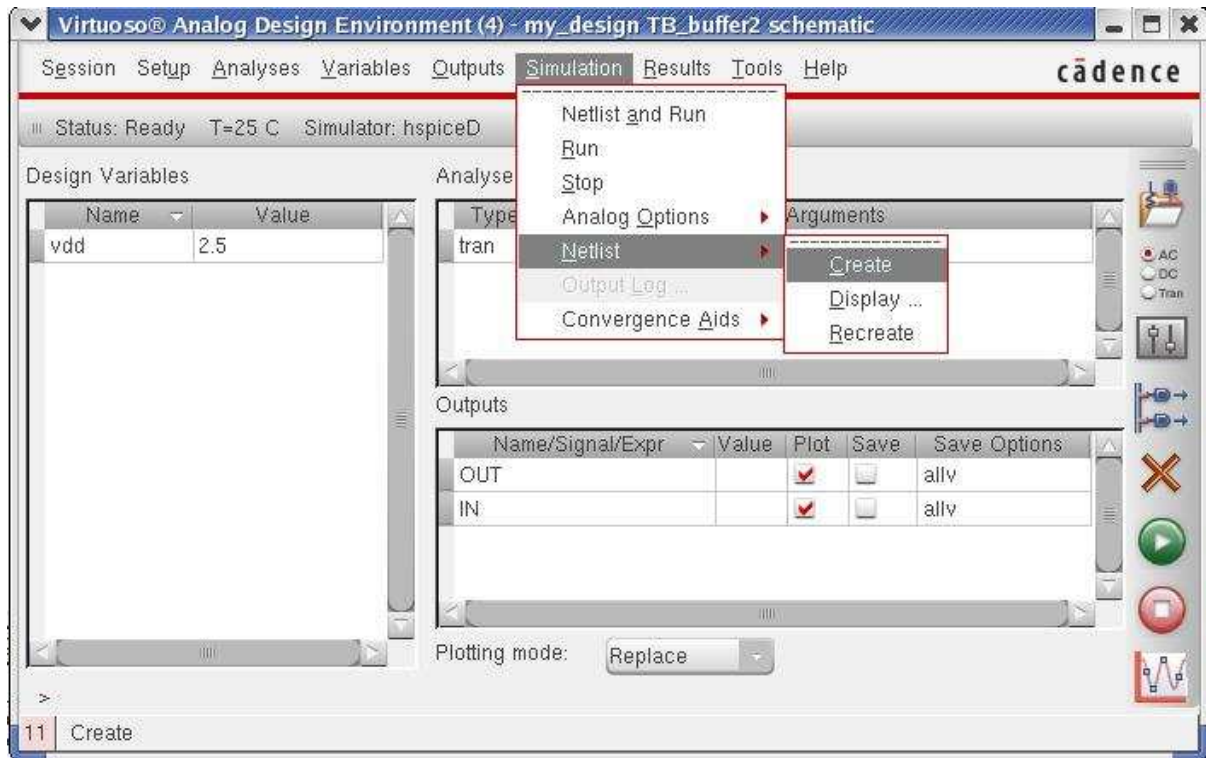 Virtuoso® Analog Design Environment (4) - my_design TB_buffer2 schematic
Session Setup Analyses Variables Outputs Simulation Results Tools Help cādence
Status: Ready T=25 C Simulator: hspiceD
Netlist and Run
Run
Stop
Analog Options
Netlist
Output Log ...
Convergence Aids
Create
Display ...
Recreate
Design Variables
Name Value
vdd 2.5
Analyse
Type Arguments
tran
AC
DC
Tran
Outputs
Name/Signal/Expr Value Plot Save Save Options
OUT allv
IN allv
Plotting mode: Replace
>
11 Create